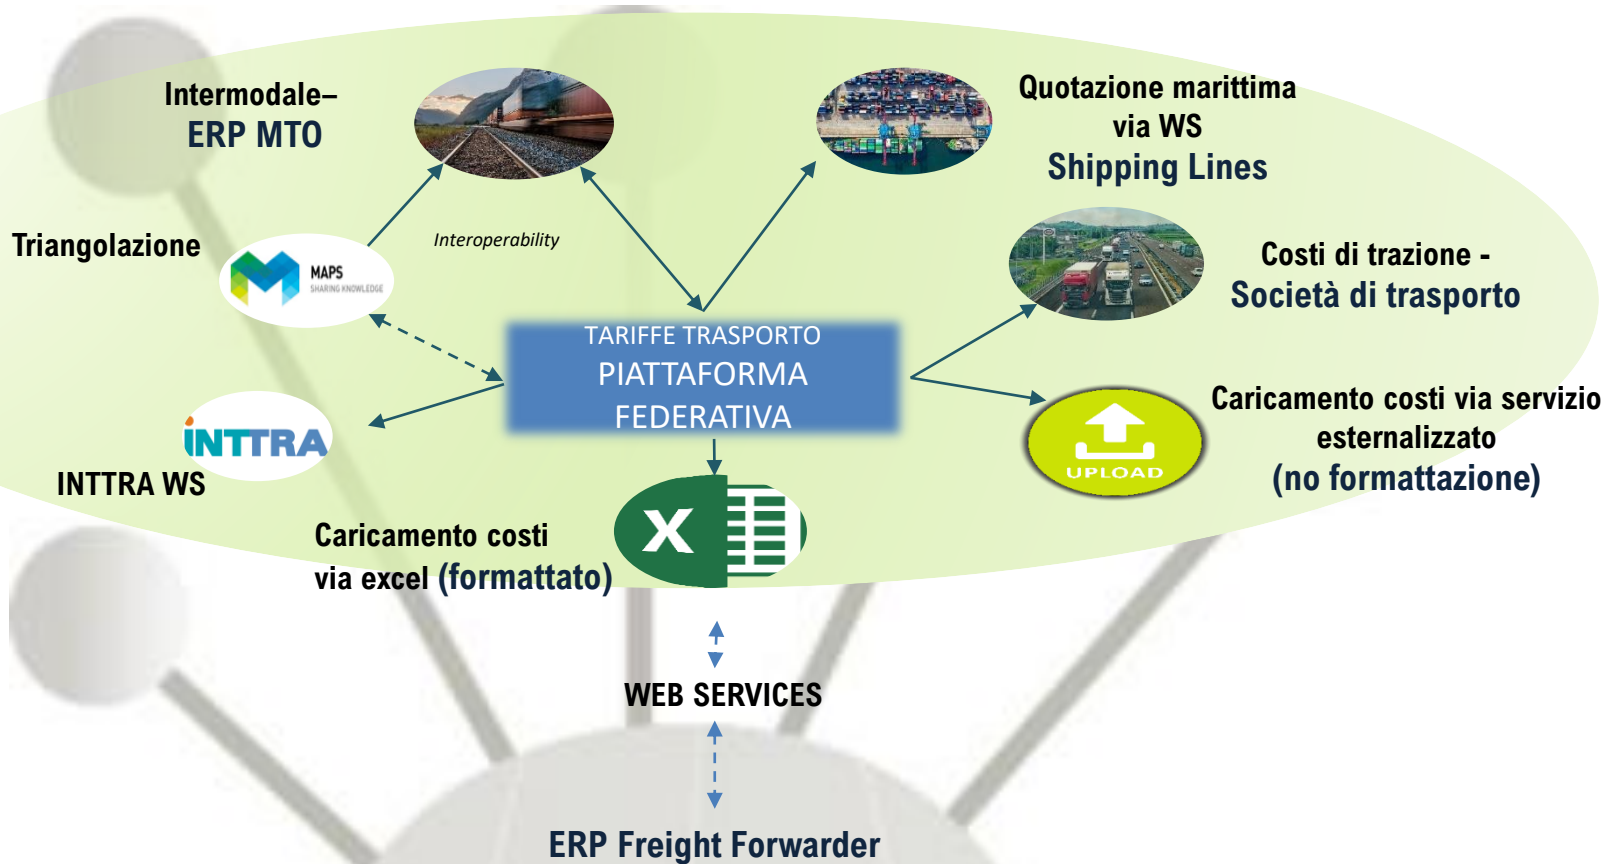 Intermodale–
ERP MTO
Quotazione marittima
via WS
Shipping Lines
Triangolazione
MAPS
SHARING KNOWLEDGE
Interoperability
Costi di trazione -
Società di trasporto
TARIFFE TRASPORTO
PIATTAFORMA
FEDERATIVA
INTTRA
INTTRA WS
UPLOAD
Caricamento costi via servizio
esternalizzato
(no formattazione)
Caricamento costi
via excel (formattato)
X
WEB SERVICES
ERP Freight Forwarder